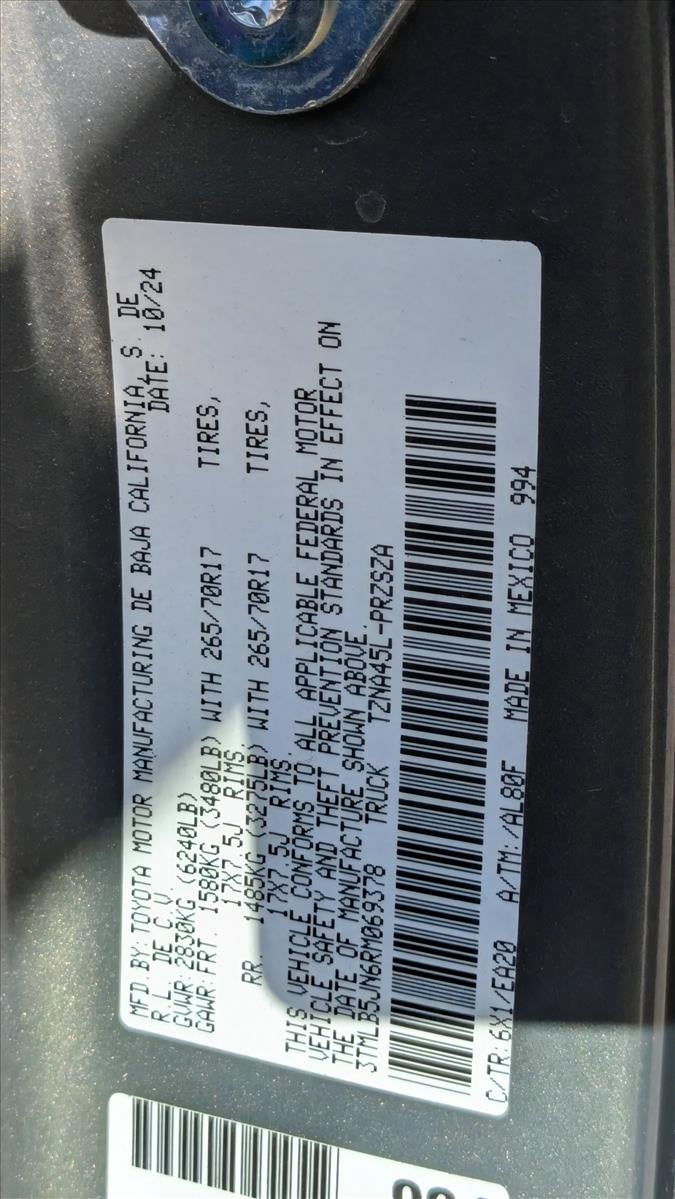 MFD.BY:TOYOTA MOTOR MANUFACTURING DE BAJA CALIFORNIA, S. DE
R.L. DE C.V. DATE: 10/24
GVWR:2830KG (6240LB)
GAWR:FRT. 1580KG (3480LB) WITH 265/70R17 TIRES,
17X7.5J RIMS.
RR. 1485KG (3275LB) WITH 265/70R17 TIRES,
17X7.5J RIMS.
THIS VEHICLE CONFORMS TO ALL APPLICABLE FEDERAL MOTOR
VEHICLE SAFETY AND THEFT PREVENTION STANDARDS IN EFFECT ON
THE DATE OF MANUFACTURE SHOWN ABOVE.
3TMLB5JN6RM069378 TRUCK TZNA45L-PRZSZA
C/TR:6X1/EA20 A/TM:/AL80F MADE IN MEXICO 994